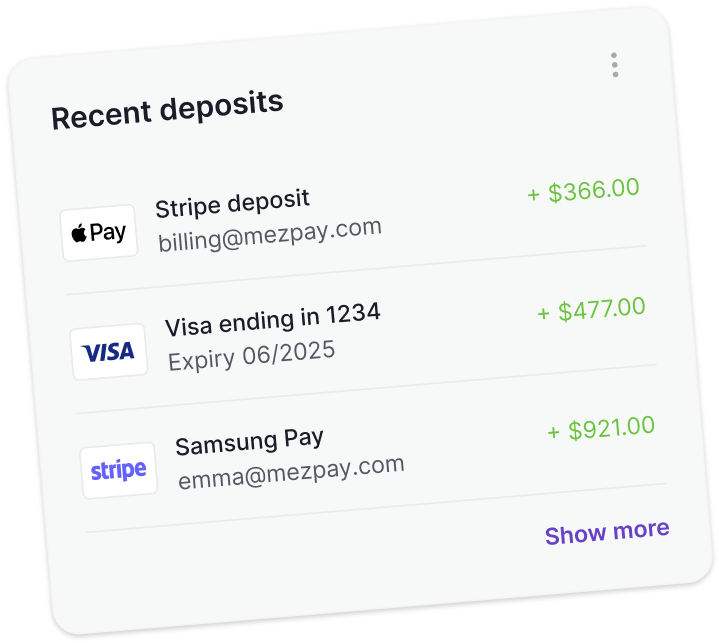 Recent deposits
Pay
Stripe deposit
+ $366.00
billing@mezpay.com
VISA
Visa ending in 1234
+ $477.00
Expiry 06/2025
stripe
Samsung Pay
+ $921.00
emma@mezpay.com
Show more